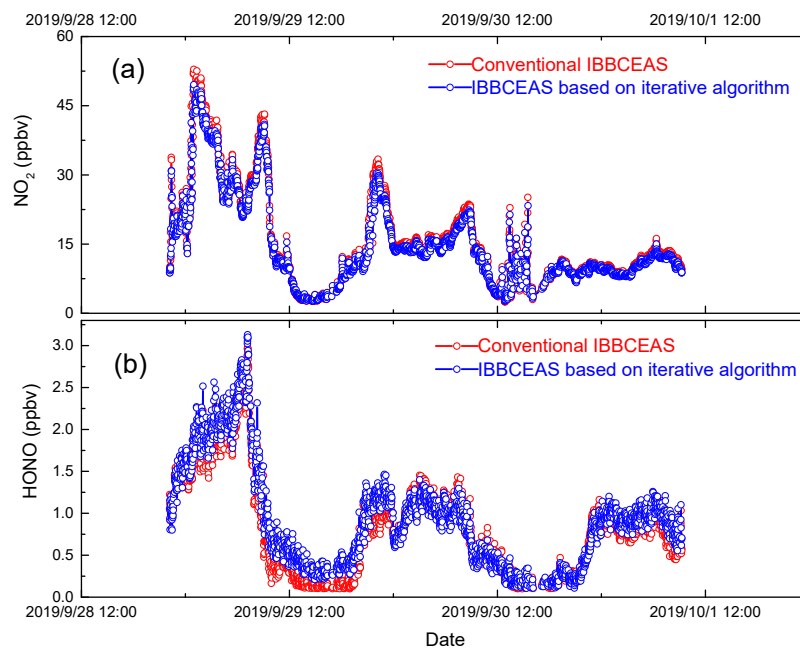 2019/9/28 12:00 2019/9/29 12:00 2019/9/30 12:00 2019/10/1 12:00
60
(a)
Conventional IBBCEAS
IBBCEAS based on iterative algorithm
45
NO₂ (ppbv)
30
15
0
3.0
(b)
Conventional IBBCEAS
IBBCEAS based on iterative algorithm
2.5
2.0
HONO (ppbv)
1.5
1.0
0.5
0.0
2019/9/28 12:00 2019/9/29 12:00 2019/9/30 12:00 2019/10/1 12:00
Date